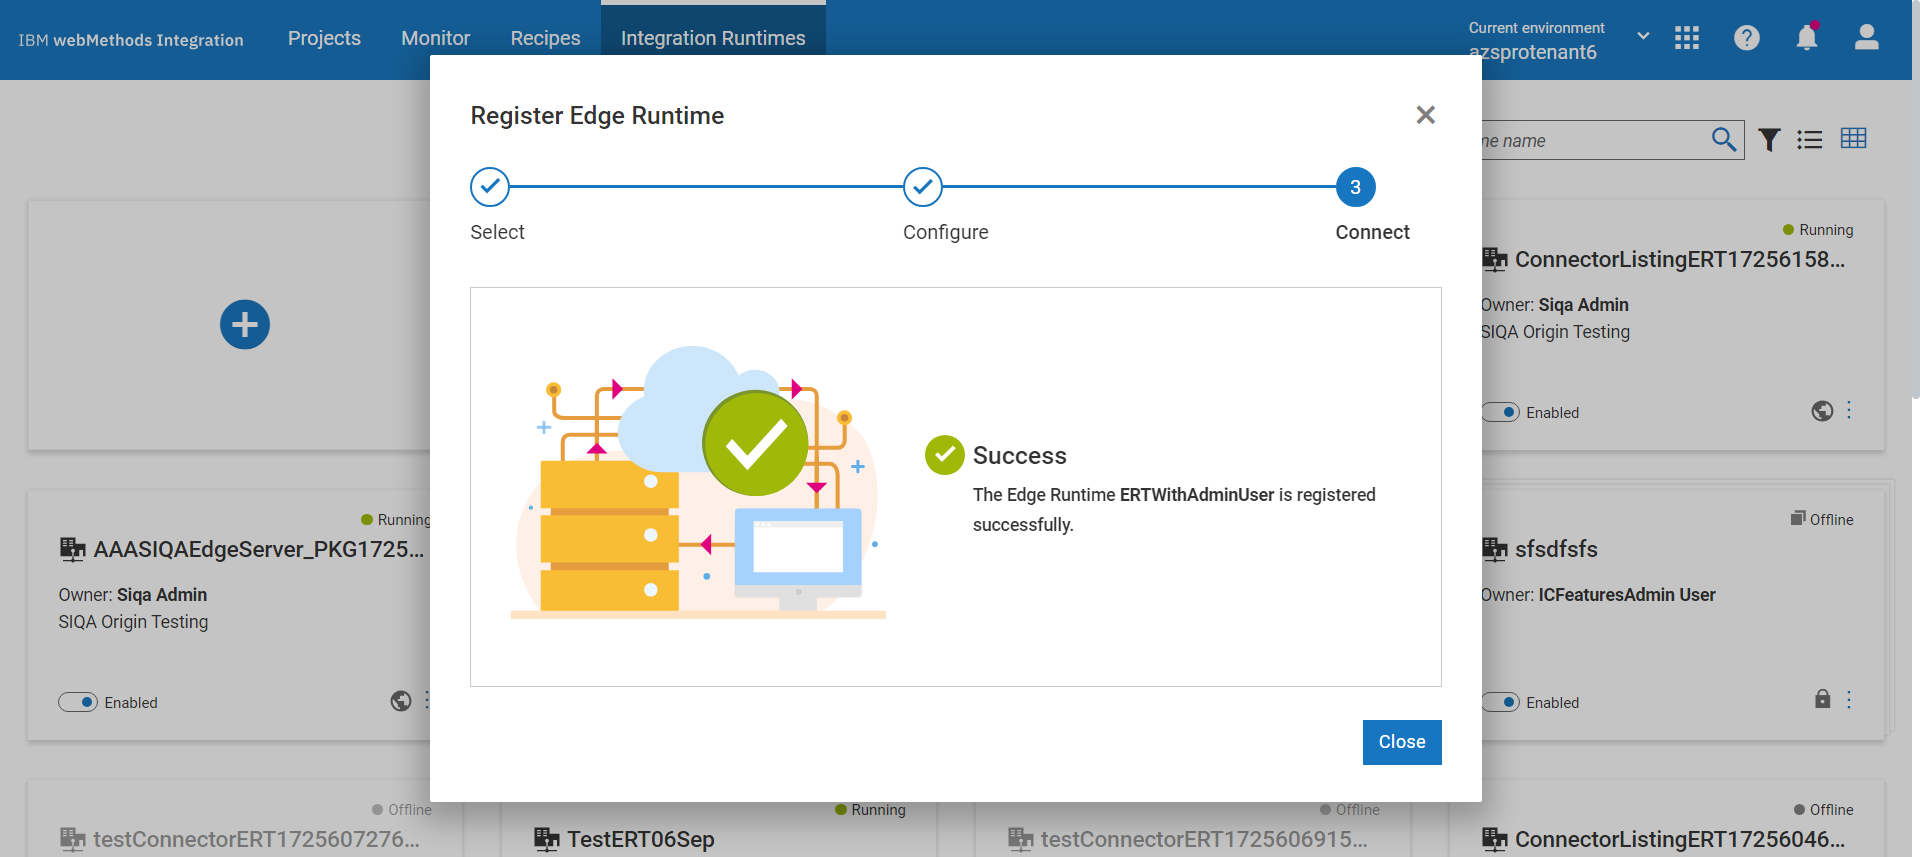 IBM webMethods Integration
Projects
Monitor
Recipes
Integration Runtimes
Current environment
azsprotenant6
Register Edge Runtime
me name
3
Select
Configure
Connect
Running
ConnectorListingERT17256158...
Owner: Siqa Admin
SIQA Origin Testing
Enabled
Success
The Edge Runtime ERTWithAdminUser is registered
successfully.
Running
AAASIQAEdgeServer_PKG1725...
Owner: Siqa Admin
SIQA Origin Testing
Enabled
Offline
sfsdfsfs
Owner: ICFeaturesAdmin User
Enabled
Close
Offline
testConnectorERT1725607276...
Running
TestERT06Sep
Offline
testConnectorERT1725606915...
Offline
ConnectorListingERT17256046...